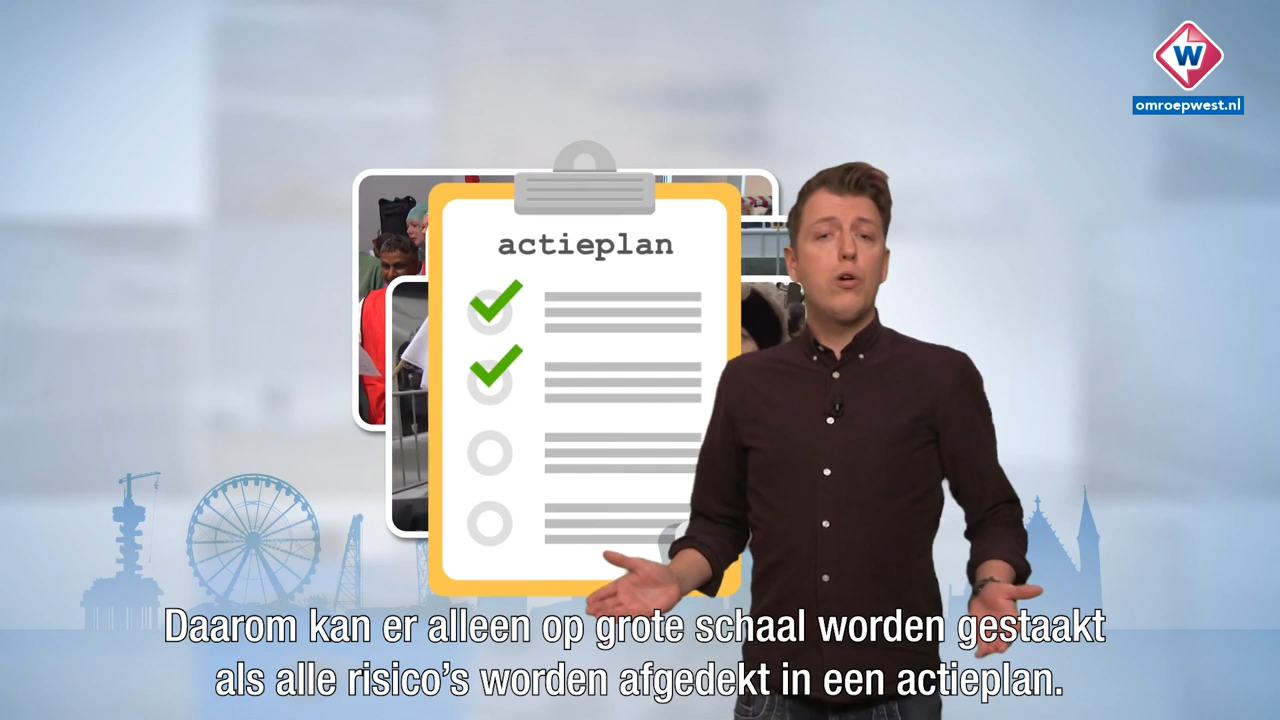 W
omroepwest.nl
actieplan
Daarom kan er alleen op grote schaal worden gestaakt
als alle risico's worden afgedekt in een actieplan.